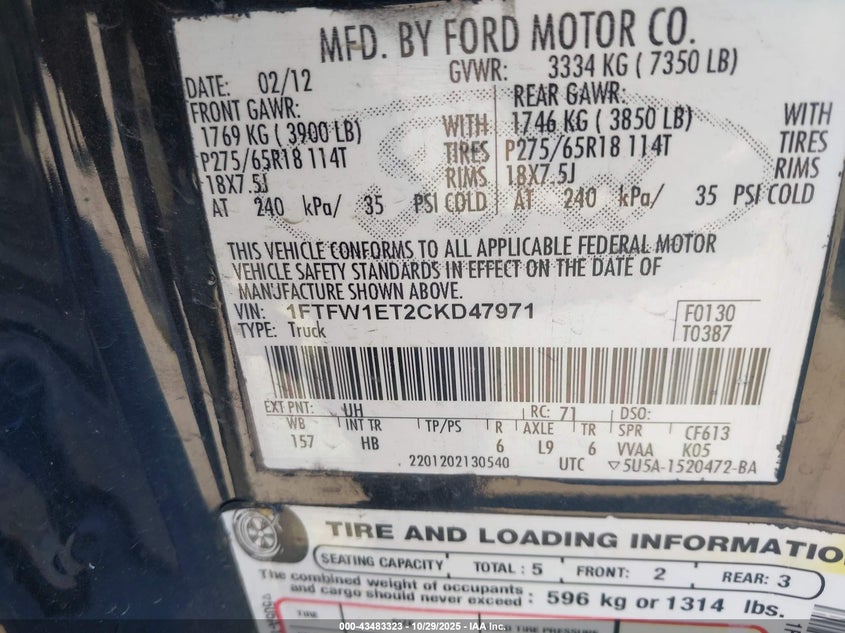 MFD. BY FORD MOTOR CO.
DATE: 02/12 GVWR: 3334 KG ( 7350 LB)
FRONT GAWR: REAR GAWR:
1769 KG ( 3900 LB) WITH 1746 KG ( 3850 LB) WITH
P275/65R18 114T TIRES P275/65R18 114T TIRES
18X7.5J RIMS 18X7.5J RIMS
AT 240 kPa/ 35 PSI COLD AT 240 kPa/ 35 PSI COLD
THIS VEHICLE CONFORMS TO ALL APPLICABLE FEDERAL MOTOR
VEHICLE SAFETY STANDARDS IN EFFECT ON THE DATE OF
MANUFACTURE SHOWN ABOVE.
VIN: 1FTFW1ET2CKD47971 F0130
TYPE: Truck T0387
EXT PNT: UH RC: 71 DSO:
WB INT TR TP/PS R AXLE TR SPR CF613
157 HB 6 L9 6 VVAA K05
2201202130540 UTC ▽5U5A-1520472-BA
TIRE AND LOADING INFORMATION
SEATING CAPACITY TOTAL : 5 FRONT: 2 REAR: 3
The combined weight of occupants
and cargo should never exceed : 596 kg or 1314 lbs.
TIRE
000-43483323 - 10/29/2025 - IAA Inc.